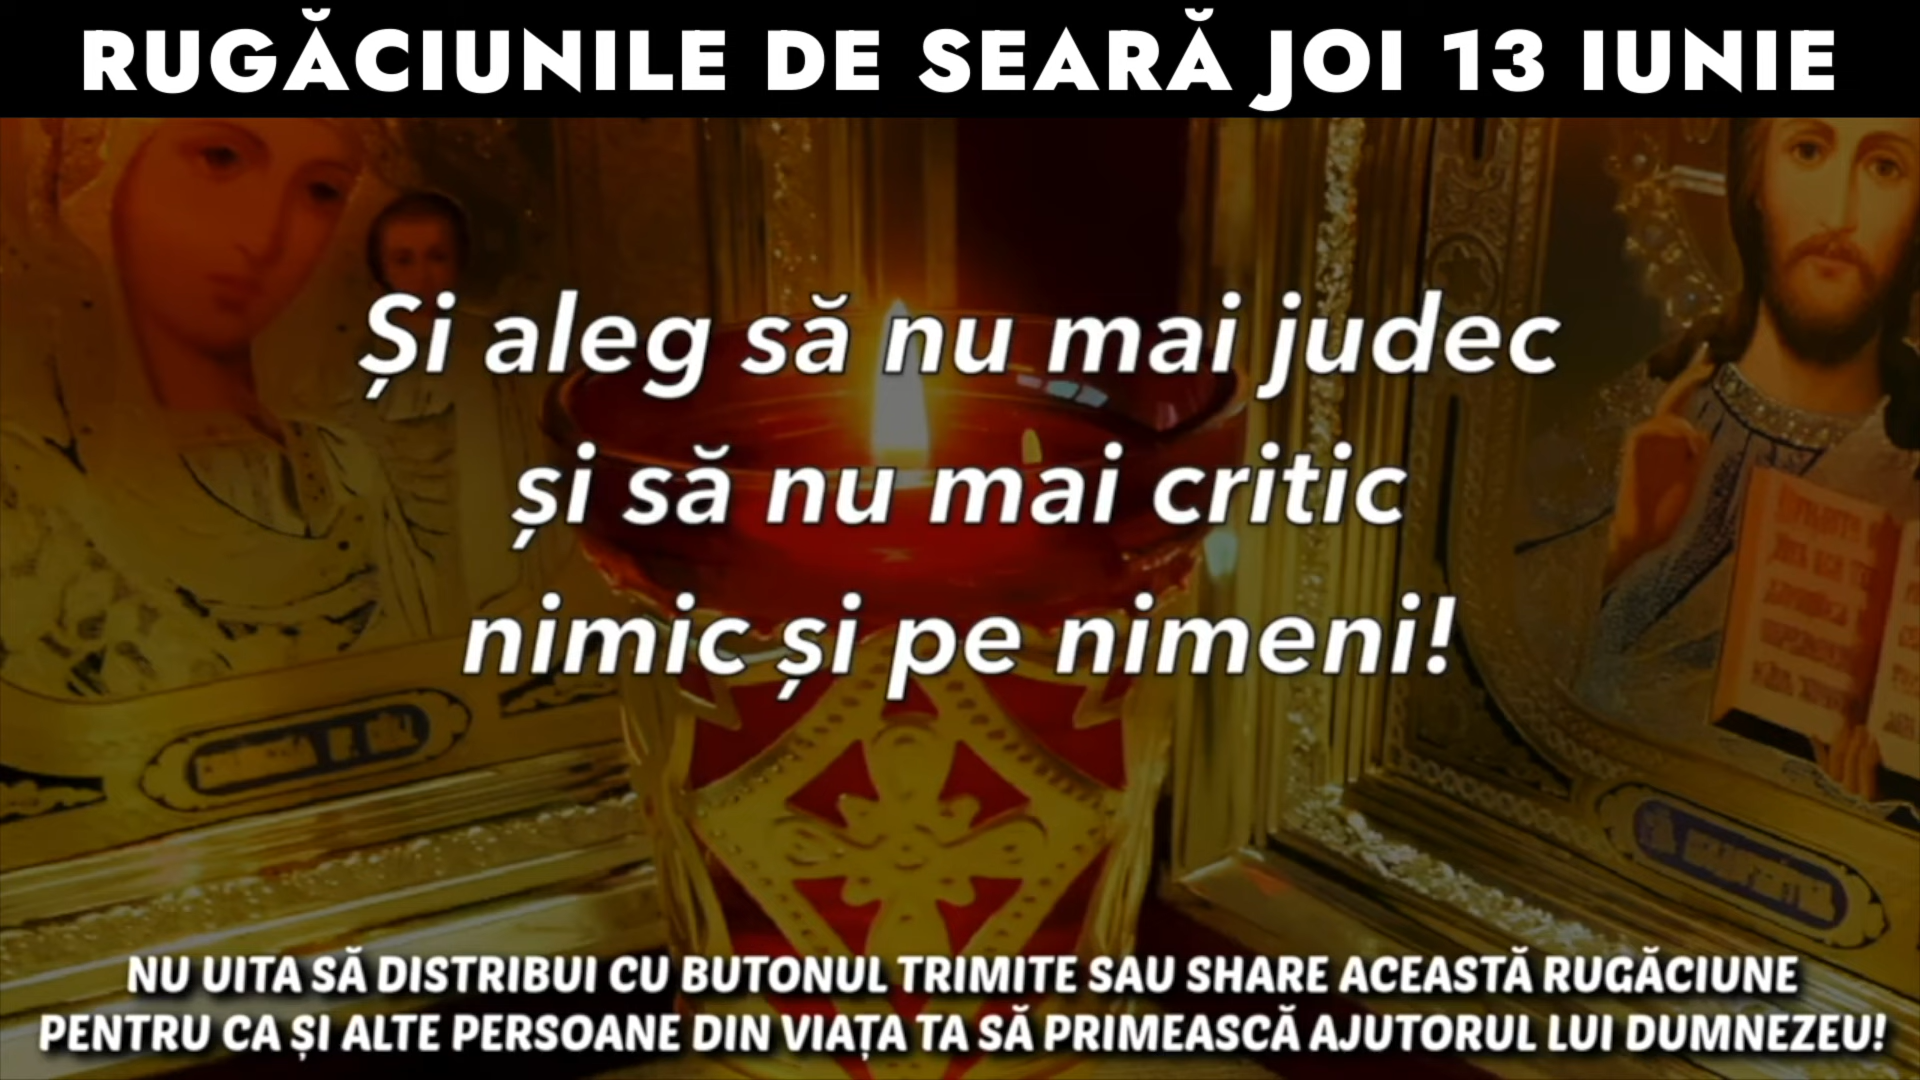 RUGĂCIUNILE DE SEARĂ JOI 13 IUNIE
Și aleg să nu mai judec
și să nu mai critic
nimic și pe nimeni!
NU UITA SĂ DISTRIBUI CU BUTONUL TRIMITE SAU SHARE ACEASTĂ RUGĂCIUNE
PENTRU CA ȘI ALTE PERSOANE DIN VIAȚA TA SĂ PRIMEASCĂ AJUTORUL LUI DUMNEZEU!